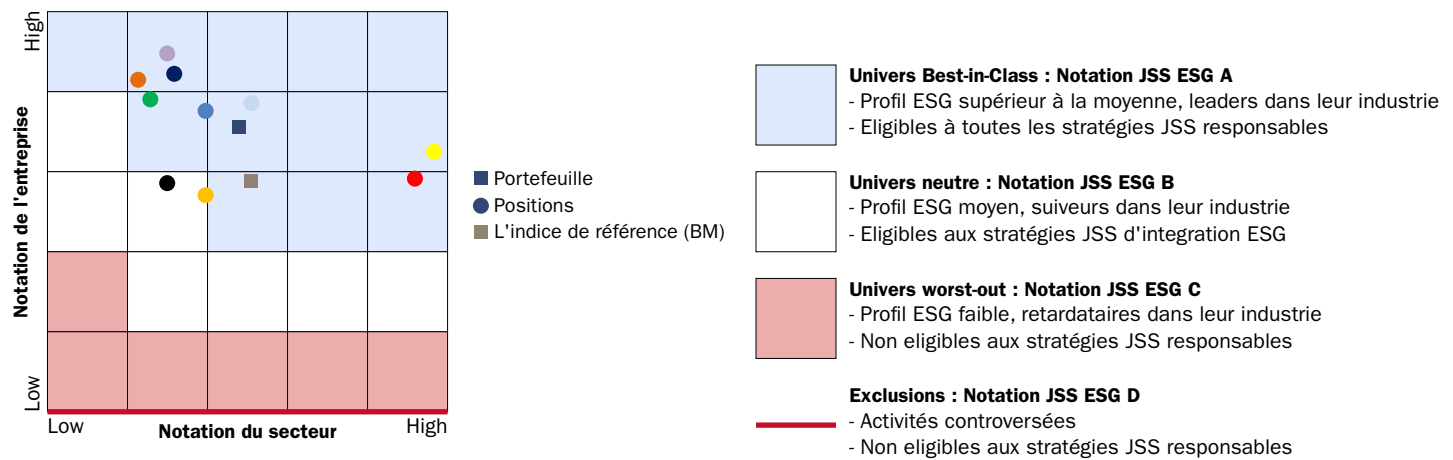 High
Notation de l'entreprise
Low
Low
Notation du secteur
High
Portefeuille
Positions
L'indice de référence (BM)
Univers Best-in-Class : Notation JSS ESG A
- Profil ESG supérieur à la moyenne, leaders dans leur industrie
- Eligibles à toutes les stratégies JSS responsables
Univers neutre : Notation JSS ESG B
- Profil ESG moyen, suiveurs dans leur industrie
- Eligibles aux stratégies JSS d'integration ESG
Univers worst-out : Notation JSS ESG C
- Profil ESG faible, retardataires dans leur industrie
- Non eligibles aux stratégies JSS responsables
Exclusions : Notation JSS ESG D
- Activités controversées
- Non eligibles aux stratégies JSS responsables